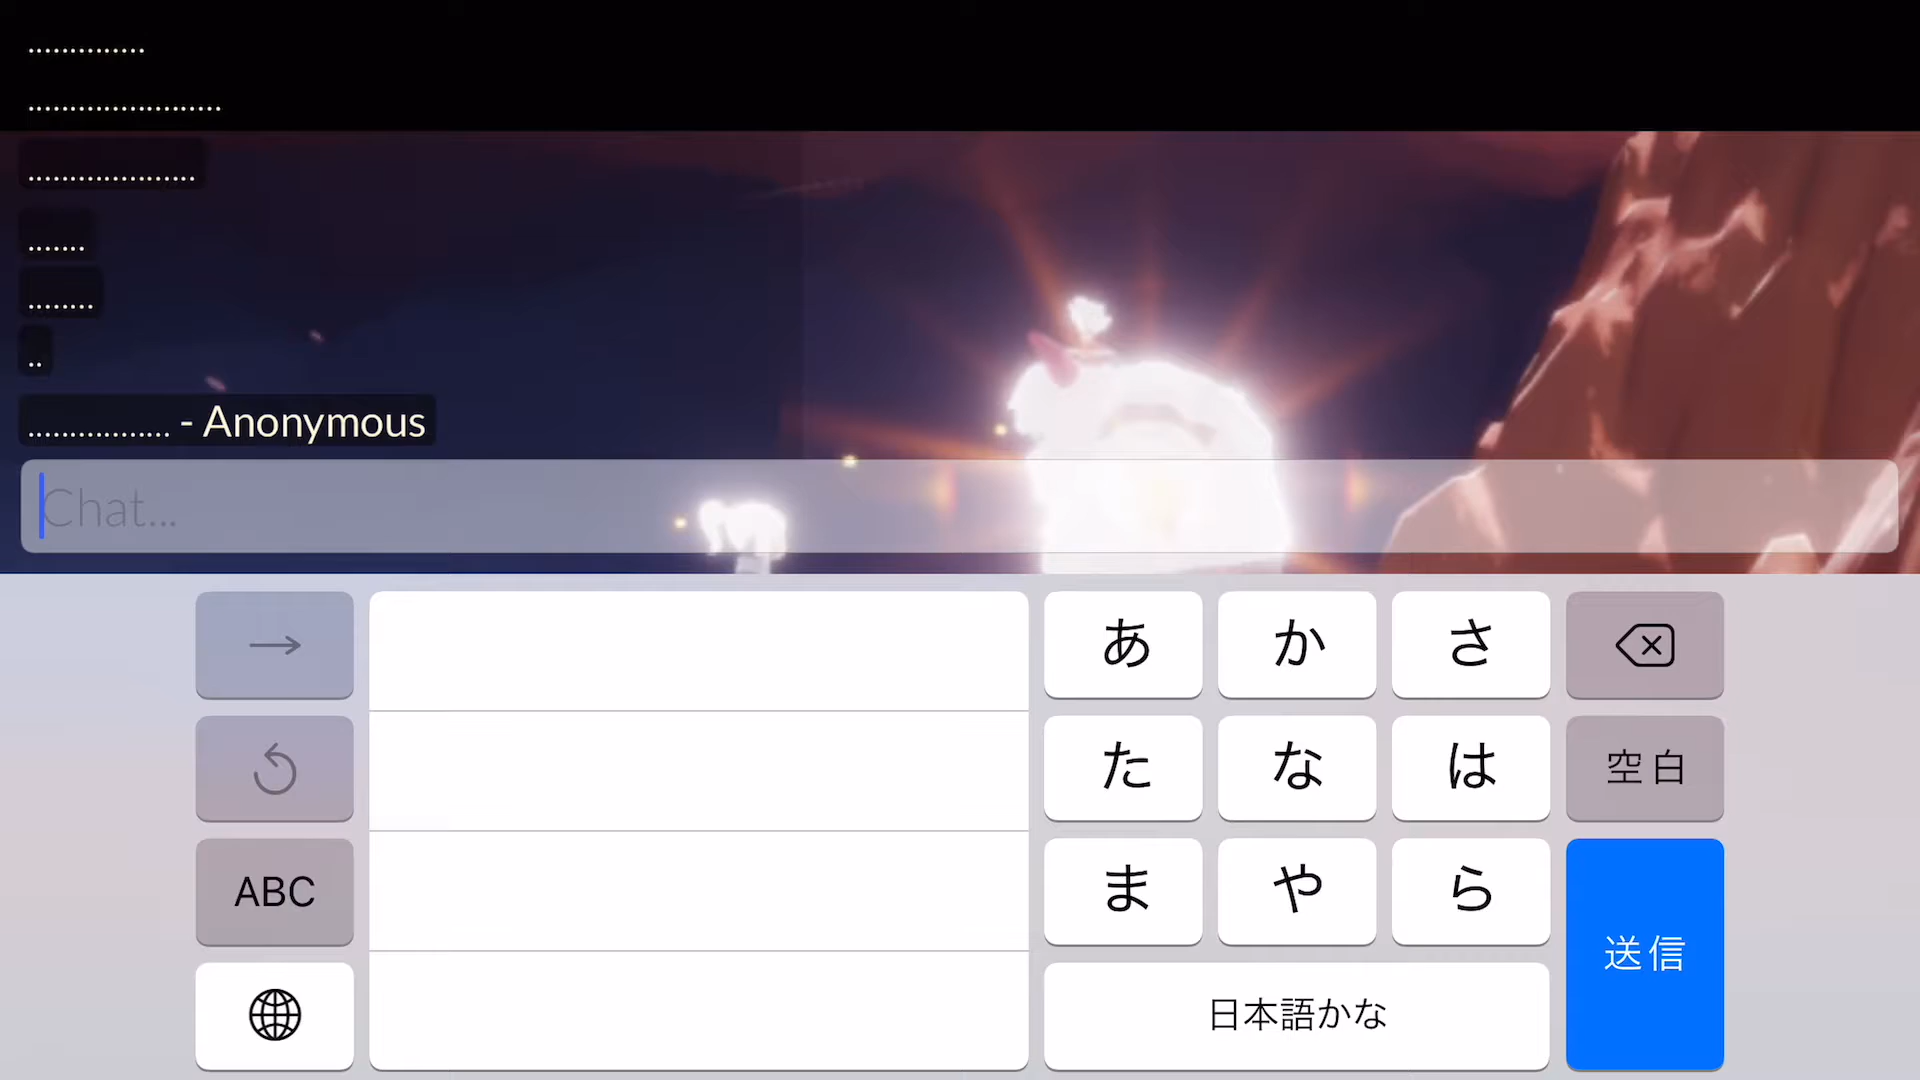 ..............
.......................
....................
.......
........
..
................. - Anonymous
Chat...
あ か さ
た な は 空白
ABC ま や ら
送信
日本語かな